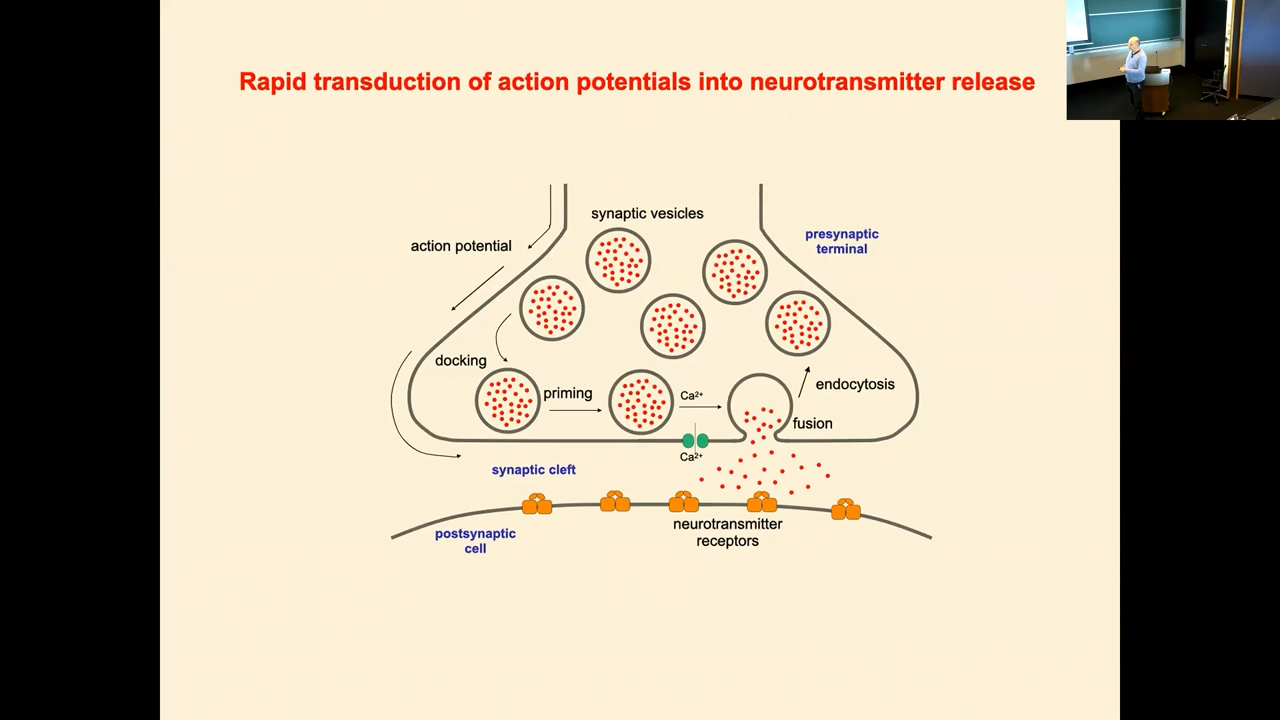 Rapid transduction of action potentials into neurotransmitter release
synaptic vesicles
presynaptic
terminal
action potential
docking
priming
Ca²⁺
endocytosis
fusion
Ca²⁺
synaptic cleft
neurotransmitter
receptors
postsynaptic
cell